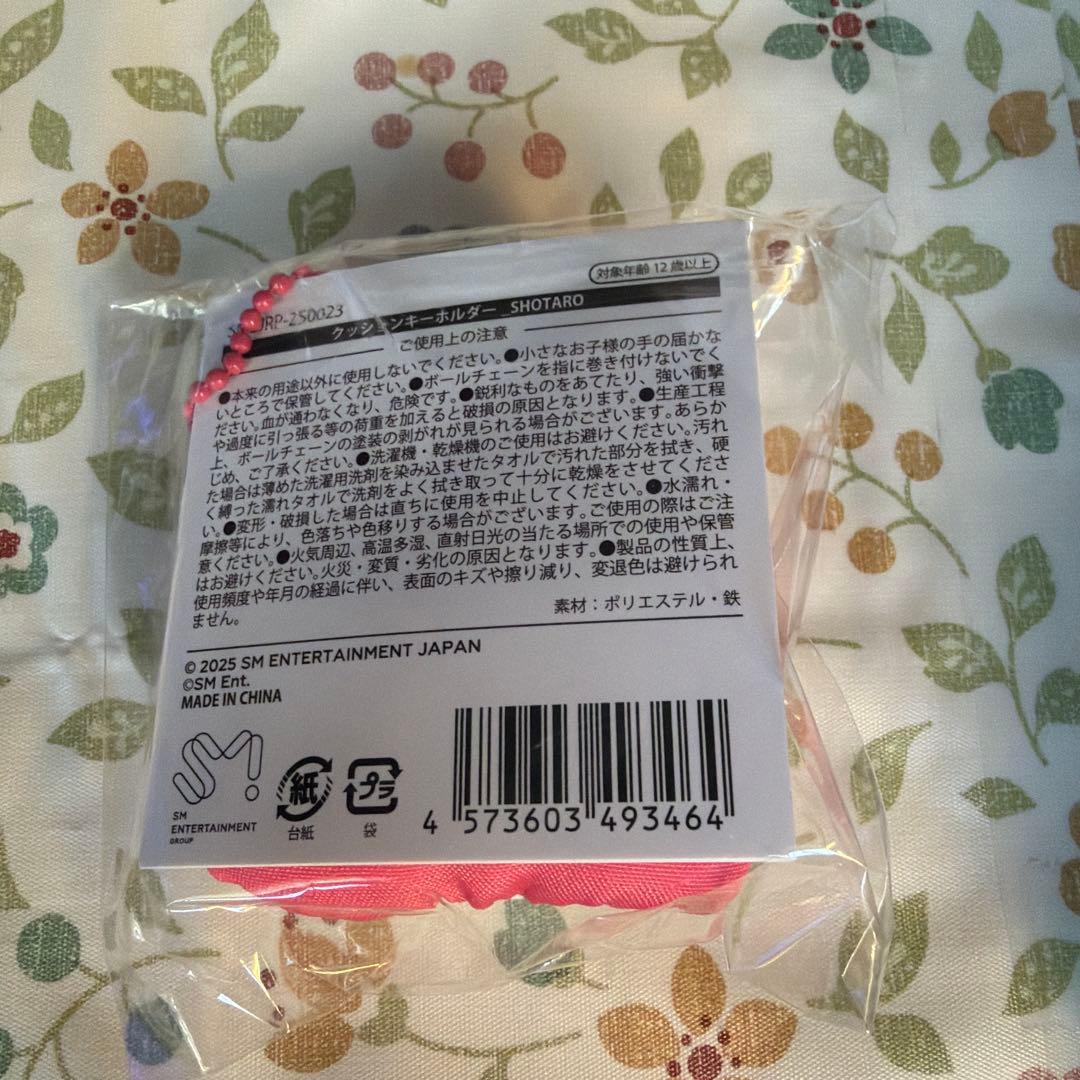 対象年齢 12 歳以上
JRP-250023
クッションキーホルダー _SHOTARO
ご使用上の注意
●本来の用途以外に使用しないでください。●小さなお子様の手の届かな
いところで保管してください。●ボールチェーンを指に巻き付けないでく
ださい。血が通わなくなり、危険です。●鋭利なものをあてたり、強い衝撃
や過度に引っ張る等の荷重を加えると破損の原因となります。●生産工程
上、ボールチェーンの塗装の剥がれが見られる場合がございます。あらか
じめ、ご了承ください。●洗濯機・乾燥機のご使用はお避けください。汚れ
た場合は薄めた洗濯用洗剤を染み込ませたタオルで汚れた部分を拭き、硬
く縛った濡れタオルで洗剤をよく拭き取って十分に乾燥をさせてくださ
い。●変形・破損した場合は直ちに使用を中止してください。●水濡れ・
摩擦等により、色落ちや色移りする場合がございます。ご使用の際はご注
意ください。●火気周辺、高温多湿、直射日光の当たる場所での使用や保管
はお避けください。火災・変質・劣化の原因となります。●製品の性質上、
使用頻度や年月の経過に伴い、表面のキズや擦り減り、変退色は避けられ
ません。
素材：ポリエステル・鉄
© 2025 SM ENTERTAINMENT JAPAN
©SM Ent.
MADE IN CHINA
SM!
SM
ENTERTAINMENT
GROUP
紙
台紙
プラ
袋
4 573603 493464